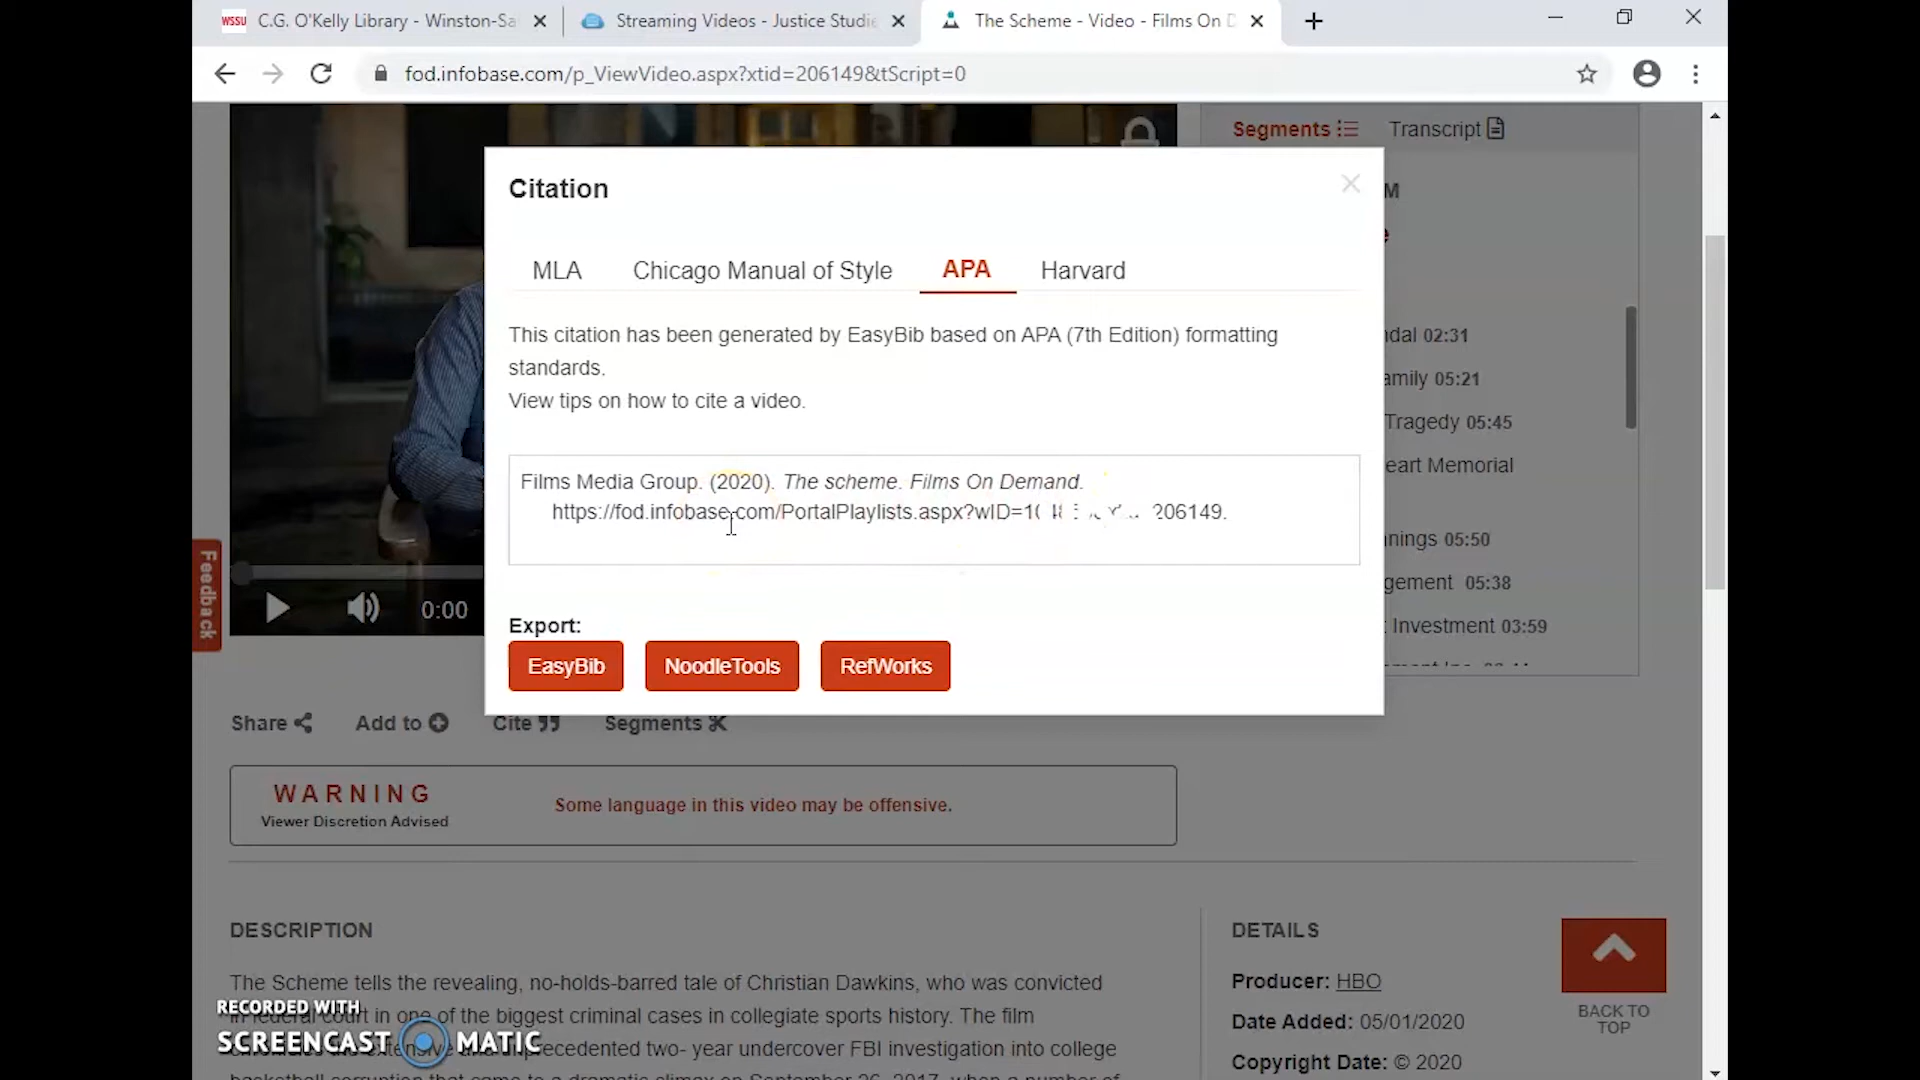 WSSU C.G. O'Kelly Library - Winston-Sa
Streaming Videos - Justice Studie
The Scheme - Video - Films On D
fod.infobase.com/p_ViewVideo.aspx?xtid=206149&tScript=0
Segments
Transcript
Citation
M
e
MLA
Chicago Manual of Style
APA
Harvard
This citation has been generated by EasyBib based on APA (7th Edition) formatting
standards.
View tips on how to cite a video.
Films Media Group. (2020). The scheme. Films On Demand.
https://fod.infobase.com/PortalPlaylists.aspx?wID=1 206149.
Export:
EasyBib
NoodleTools
RefWorks
dal 02:31
amily 05:21
Tragedy 05:45
eart Memorial
nings 05:50
gement 05:38
Investment 03:59
Feedback
0:00
Share
Add to
Cite
Segments
WARNING
Viewer Discretion Advised
Some language in this video may be offensive.
DESCRIPTION
The Scheme tells the revealing, no-holds-barred tale of Christian Dawkins, who was convicted
in federal court in one of the biggest criminal cases in collegiate sports history. The film
precedented two- year undercover FBI investigation into college
DETAILS
Producer: HBO
Date Added: 05/01/2020
Copyright Date: © 2020
BACK TO
TOP
RECORDED WITH
SCREENCAST MATIC